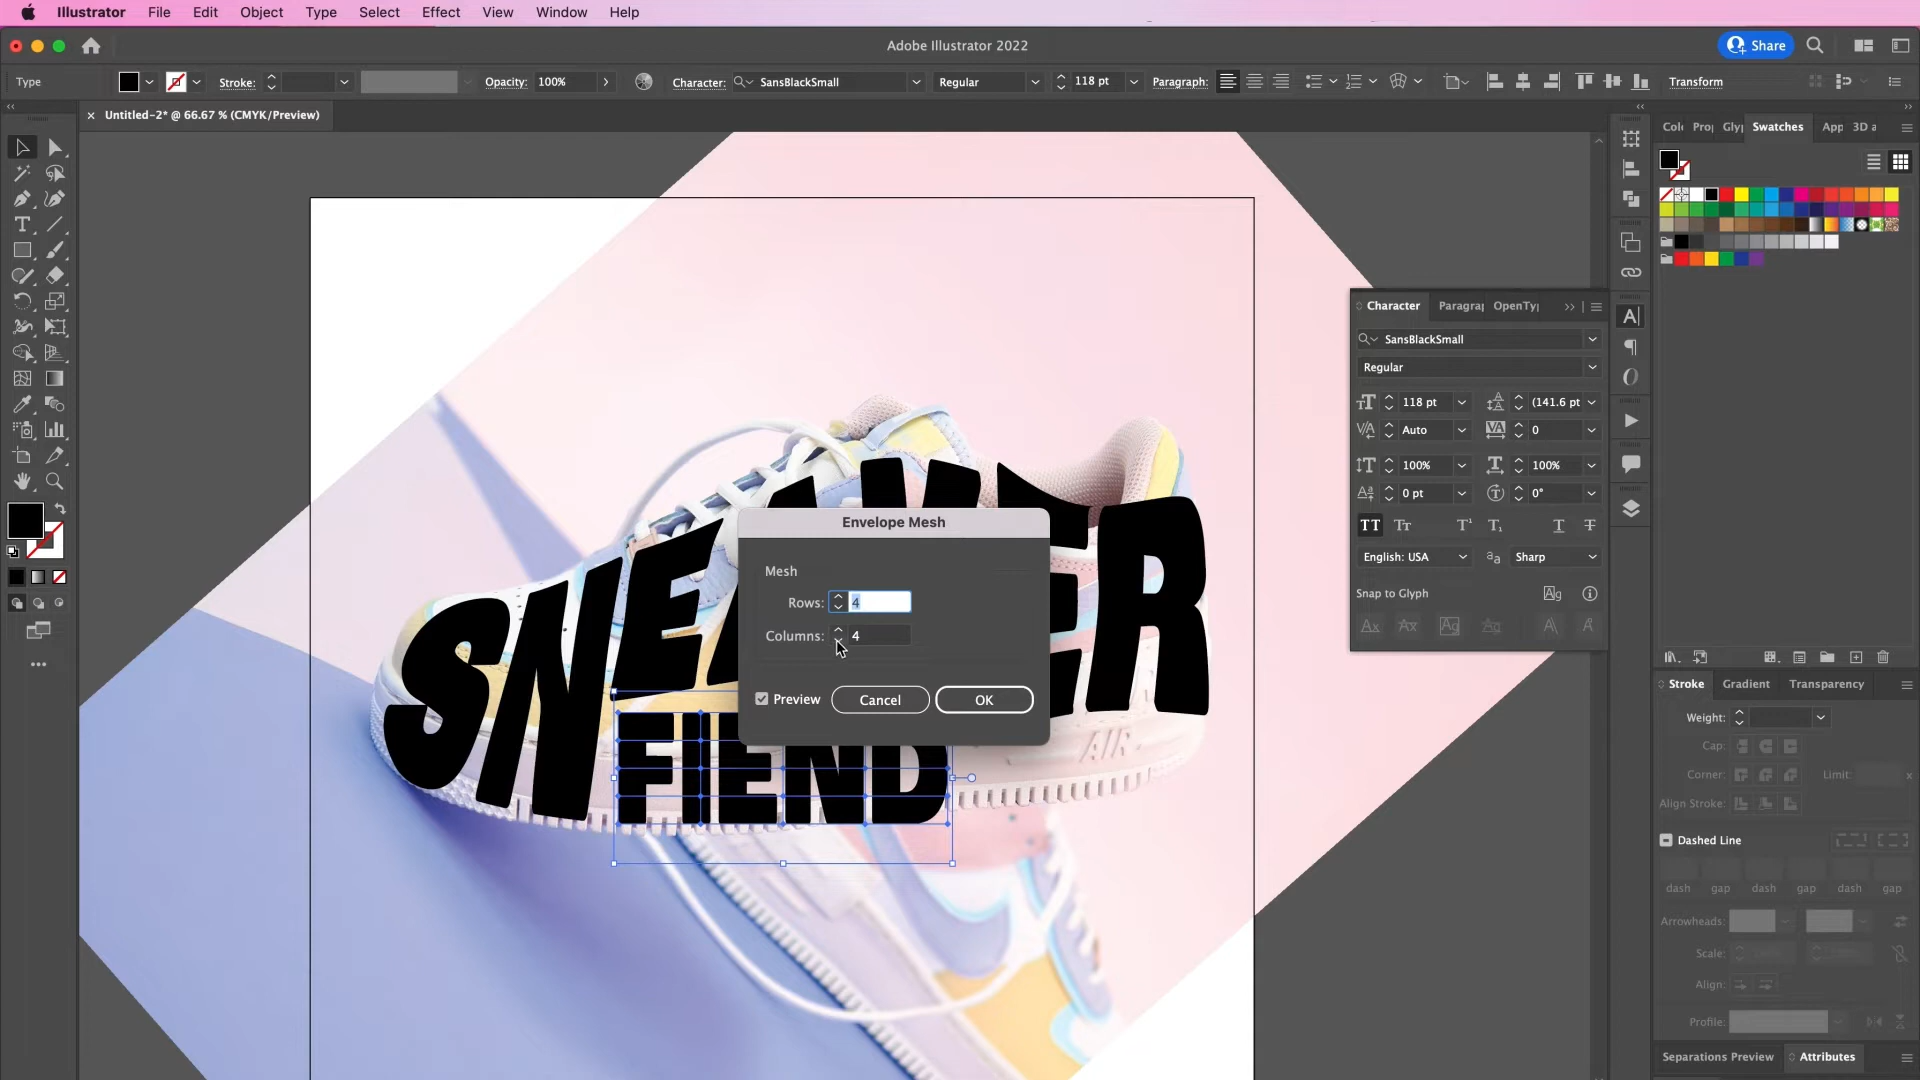 Illustrator File Edit Object Type Select Effect View Window Help
Adobe Illustrator 2022
Share
Type Stroke: Opacity: 100% Character: SansBlackSmall Regular 118 pt Paragraph: Transform
Untitled-2* @ 66.67 % (CMYK/Preview)
Swatches App 3D a
Character Paragra OpenTy
SansBlackSmall
Regular
118 pt (141.6 pt
Auto 0
100% 100%
0 pt 0°
English: USA Sharp
Snap to Glyph
Envelope Mesh
Mesh
Rows: 4
Columns: 4
Preview Cancel OK
FIEND
AIR
Stroke Gradient Transparency
Weight:
Cap:
Corner: Limit:
Align Stroke:
Dashed Line
dash gap dash gap dash gap
Arrowheads:
Scale:
Align:
Profile:
Separations Preview Attributes